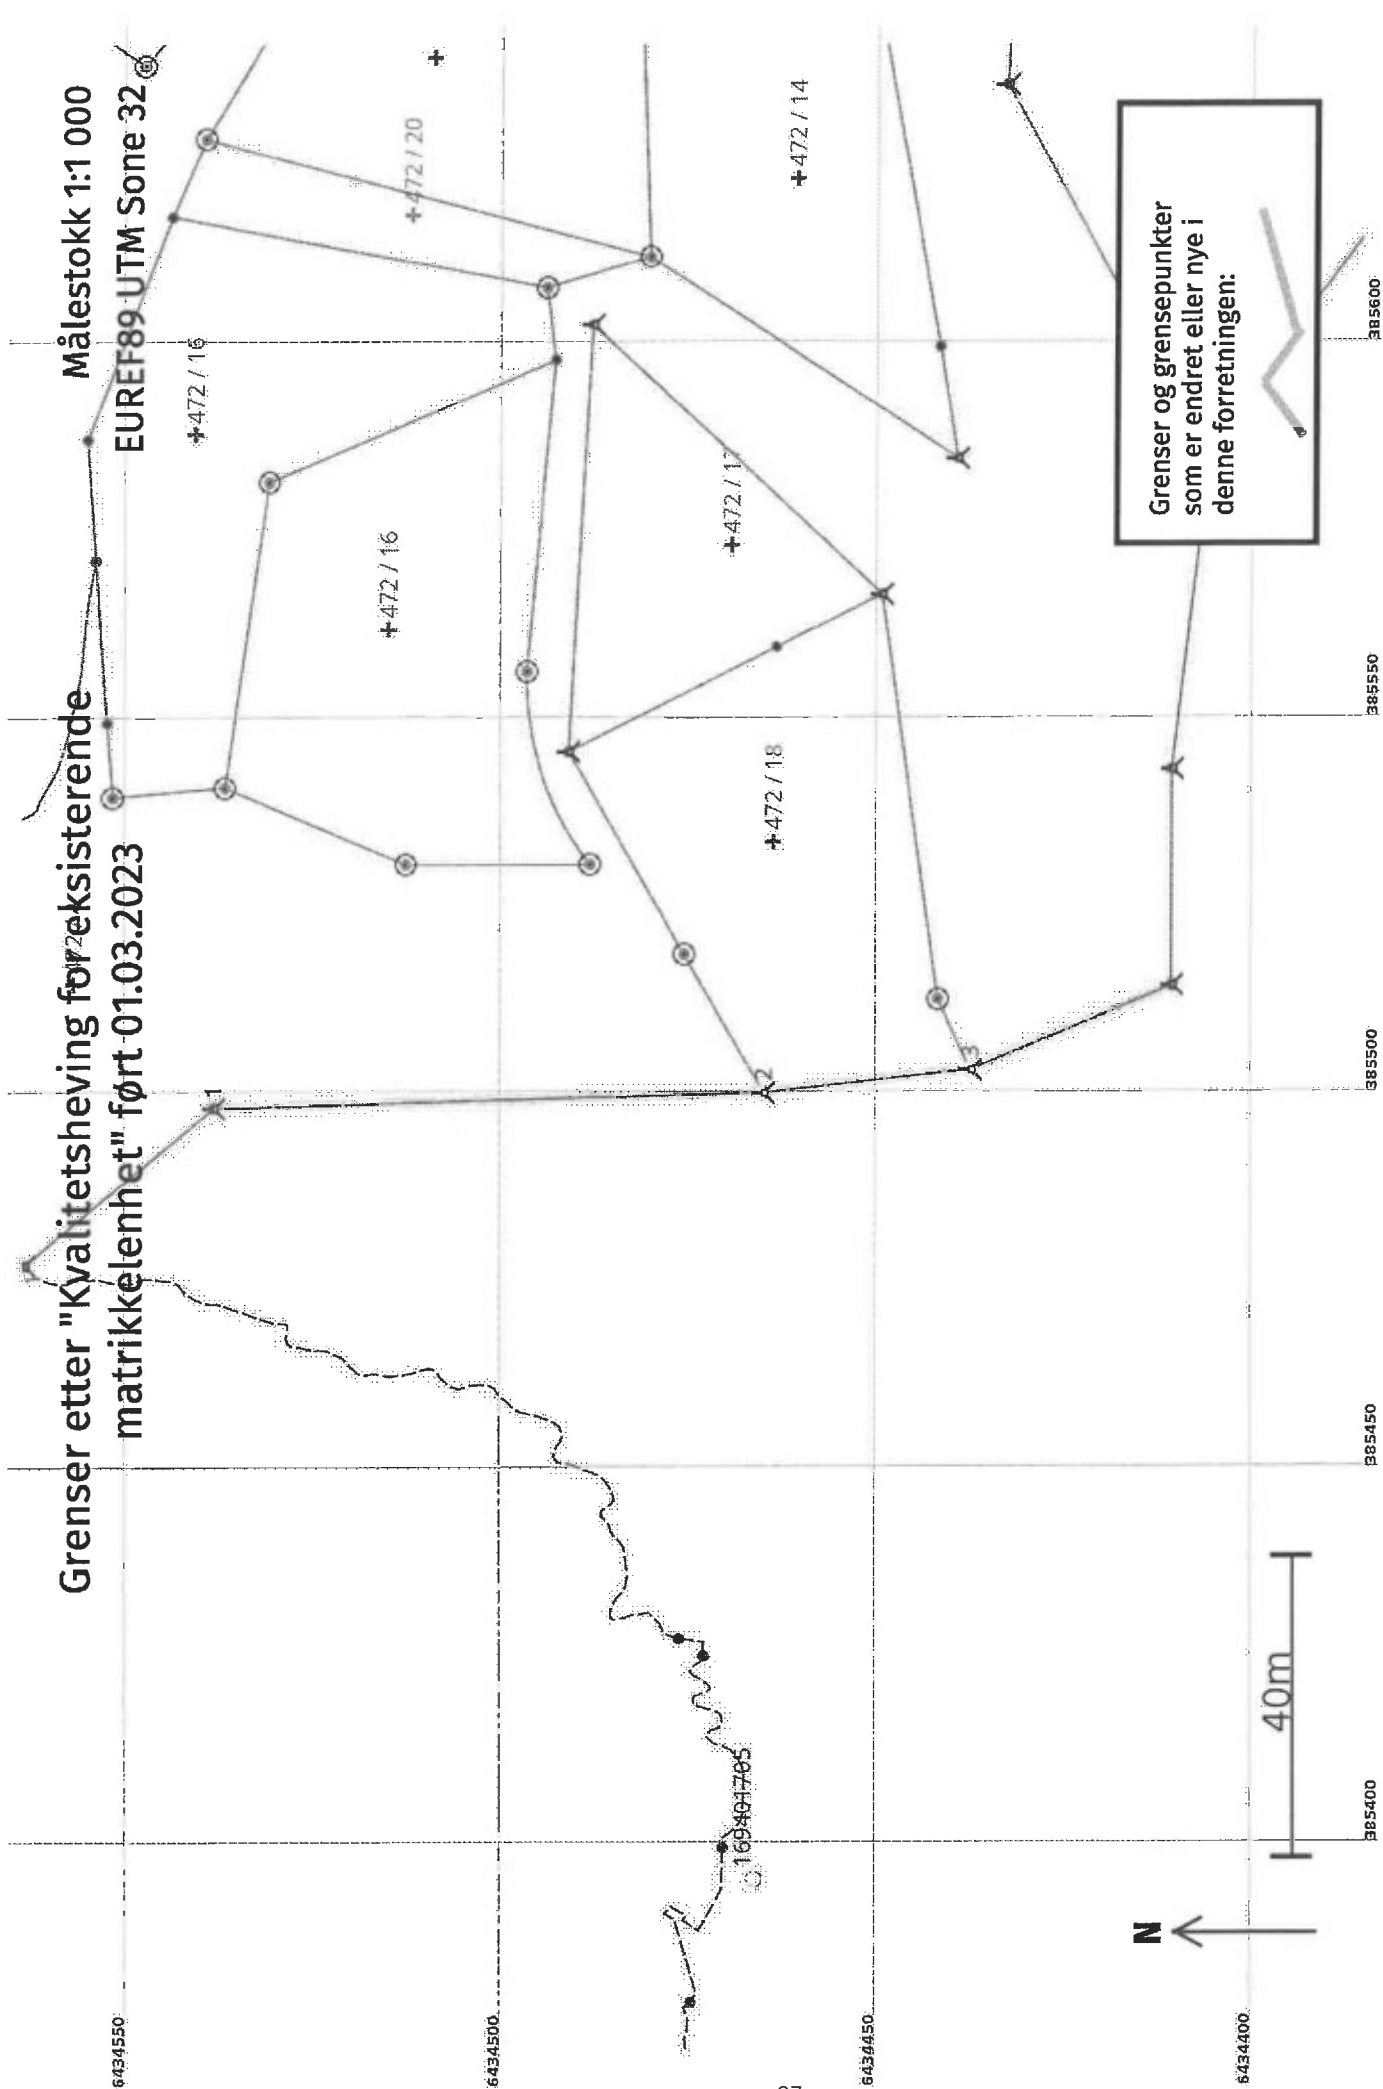 Grenser etter "Kvalitetsheving for eksisterende
matrikkelenhet" ført 01.03.2023
Målestokk 1:1 000
EUREF89 UTM Sone 32
472 / 16
472 / 20
472 / 16
472 / 14
472 / 18
1
2
3
169401705
Grenser og grensepunkter
som er endret eller nye i
denne forretningen:
N
40m
6434550
6434500
6434450
6434400
385400
385450
385500
385550
385600